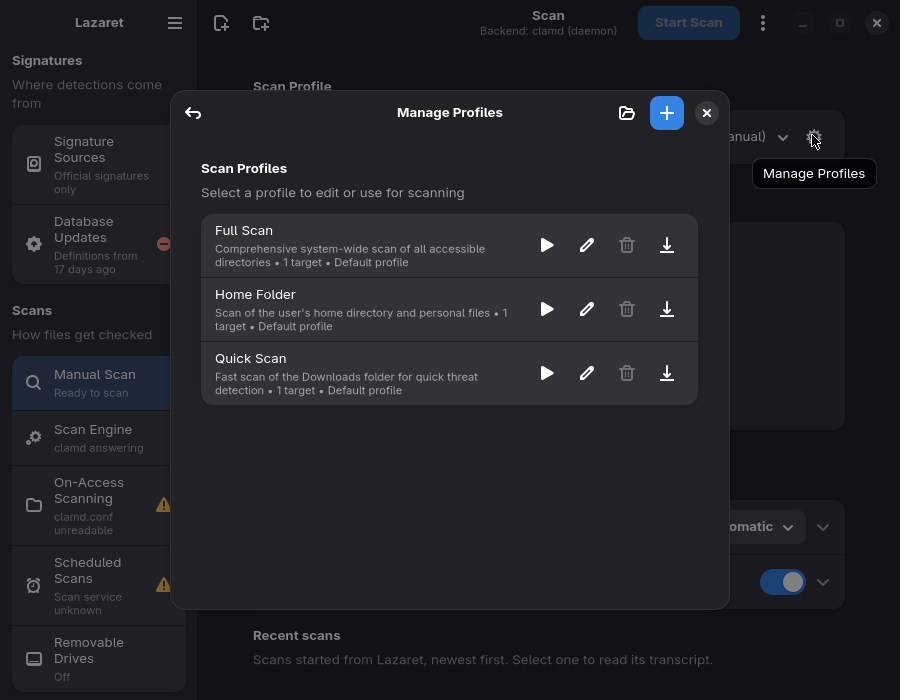 Lazaret
Signatures
Where detections come
from
Signature
Sources
Official signatures
only
Database
Updates
Definitions from
17 days ago
Scans
How files get checked
Manual Scan
Ready to scan
Scan Engine
clamd answering
On-Access
Scanning
clamd.conf
unreadable
Scheduled
Scans
Scan service
unknown
Removable
Drives
Off
Scan
Backend: clamd (daemon)
Start Scan
Scan Profile
anual)
Manage Profiles
Manage Profiles
Scan Profiles
Select a profile to edit or use for scanning
Full Scan
Comprehensive system-wide scan of all accessible
directories • 1 target • Default profile
Home Folder
Scan of the user's home directory and personal files • 1
target • Default profile
Quick Scan
Fast scan of the Downloads folder for quick threat
detection • 1 target • Default profile
omatic
Recent scans
Scans started from Lazaret, newest first. Select one to read its transcript.